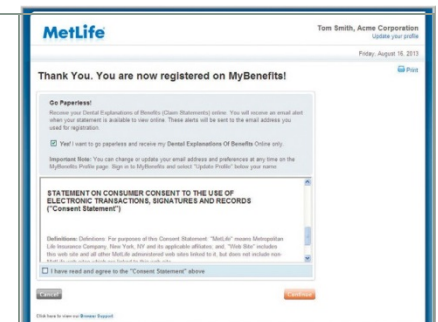 MetLife
Tom Smith, Acme Corporation
Update your profile
Friday, August 16, 2013
Print
Thank You. You are now registered on MyBenefits!
Go Paperless!
Receive your Dental Explanations of Benefits (Claim Statements) online. You will receive an email alert
when your statement is available to view online. These alerts will be sent to the email address you
used for registration.
Yes! I want to go paperless and receive my Dental Explanations Of Benefits Online only.
Important Note: You can change or update your email address and preferences at any time on the
MyBenefits Profile page. Sign in to MyBenefits and select "Update Profile" below your name.
STATEMENT ON CONSUMER CONSENT TO THE USE OF
ELECTRONIC TRANSACTIONS, SIGNATURES AND RECORDS
("Consent Statement")
Definitions: Definitions. For purposes of this Consent Statement: "MetLife" means Metropolitan
Life Insurance Company, New York, NY and its applicable affiliates; and, "Web Site" includes
this web site and all other MetLife administered web sites linked to it, but does not include non-
I have read and agree to the "Consent Statement" above
Cancel
Continue
Click here to view our Browser Support